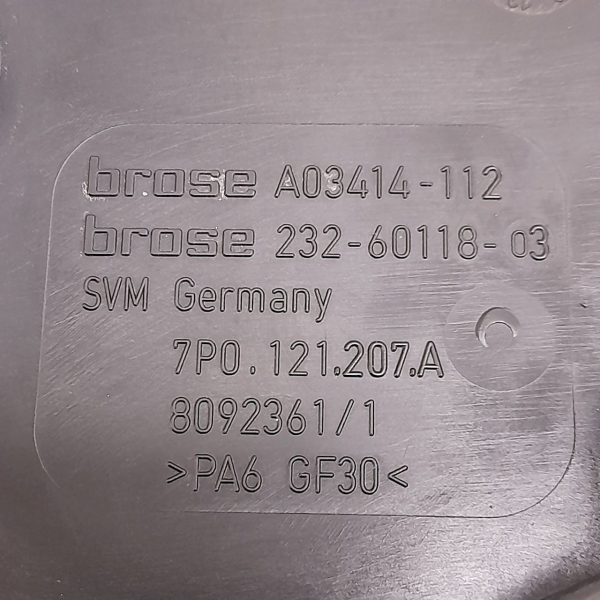 brose A03414-112
brose 232-60118-03
SVM Germany
7P0.121.207.A
8092361/1
>PA6 GF30<